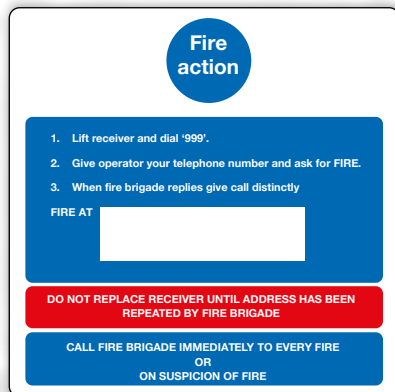 Fire
action
1. Lift receiver and dial ‘999’.
2. Give operator your telephone number and ask for FIRE.
3. When fire brigade replies give call distinctly
FIRE AT
DO NOT REPLACE RECEIVER UNTIL ADDRESS HAS BEEN
REPEATED BY FIRE BRIGADE
CALL FIRE BRIGADE IMMEDIATELY TO EVERY FIRE
OR
ON SUSPICION OF FIRE